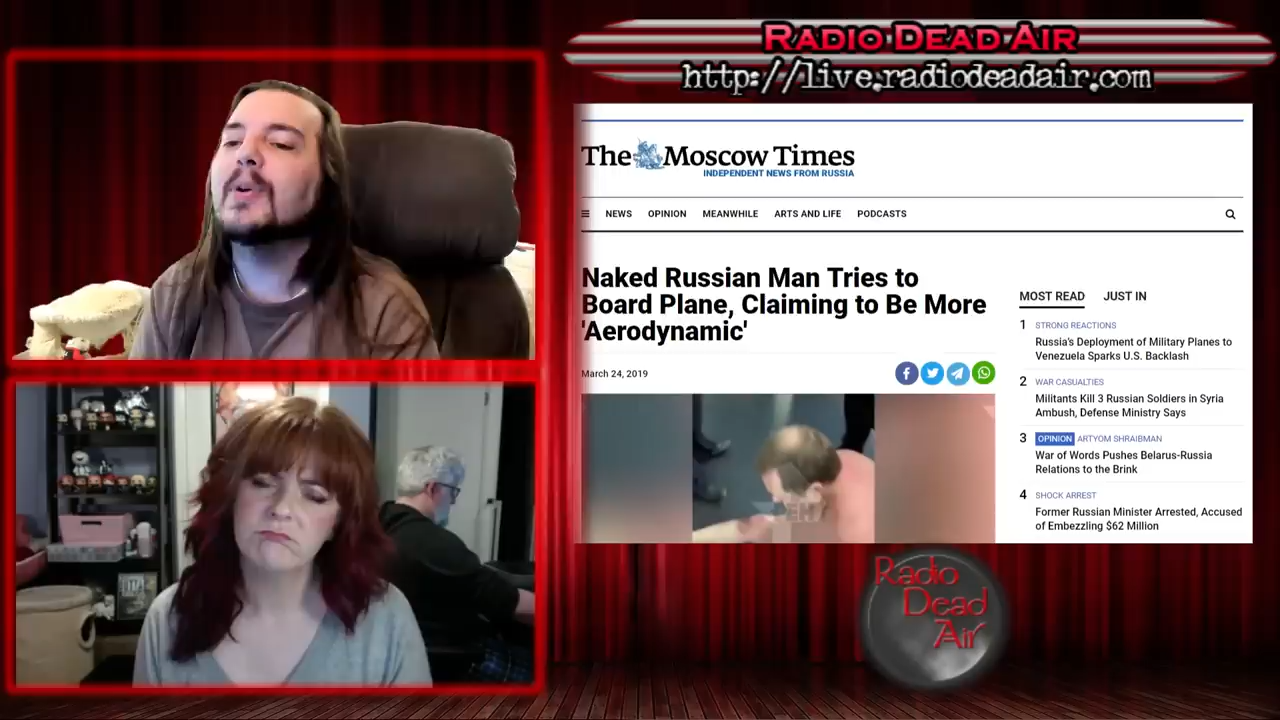 Radio Dead Air
http://live.radiodeadair.com
The Moscow Times
INDEPENDENT NEWS FROM RUSSIA
NEWS OPINION MEANWHILE ARTS AND LIFE PODCASTS
Naked Russian Man Tries to
Board Plane, Claiming to Be More
'Aerodynamic'
March 24, 2019
MOST READ JUST IN
1 STRONG REACTIONS
Russia's Deployment of Military Planes to
Venezuela Sparks U.S. Backlash
2 WAR CASUALTIES
Militants Kill 3 Russian Soldiers in Syria
Ambush, Defense Ministry Says
3 OPINION ARTYOM SHRAIBMAN
War of Words Pushes Belarus-Russia
Relations to the Brink
4 SHOCK ARREST
Former Russian Minister Arrested, Accused
of Embezzling $62 Million
Radio
Dead
Air